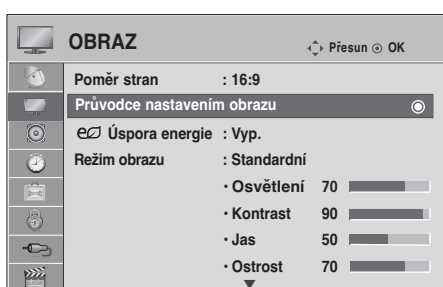 OBRAZ
Přesun OK
Poměr stran : 16:9
Průvodce nastavením obrazu
Úspora energie : Vyp.
Režim obrazu : Standardní
• Osvětlení 70
• Kontrast 90
• Jas 50
• Ostrost 70